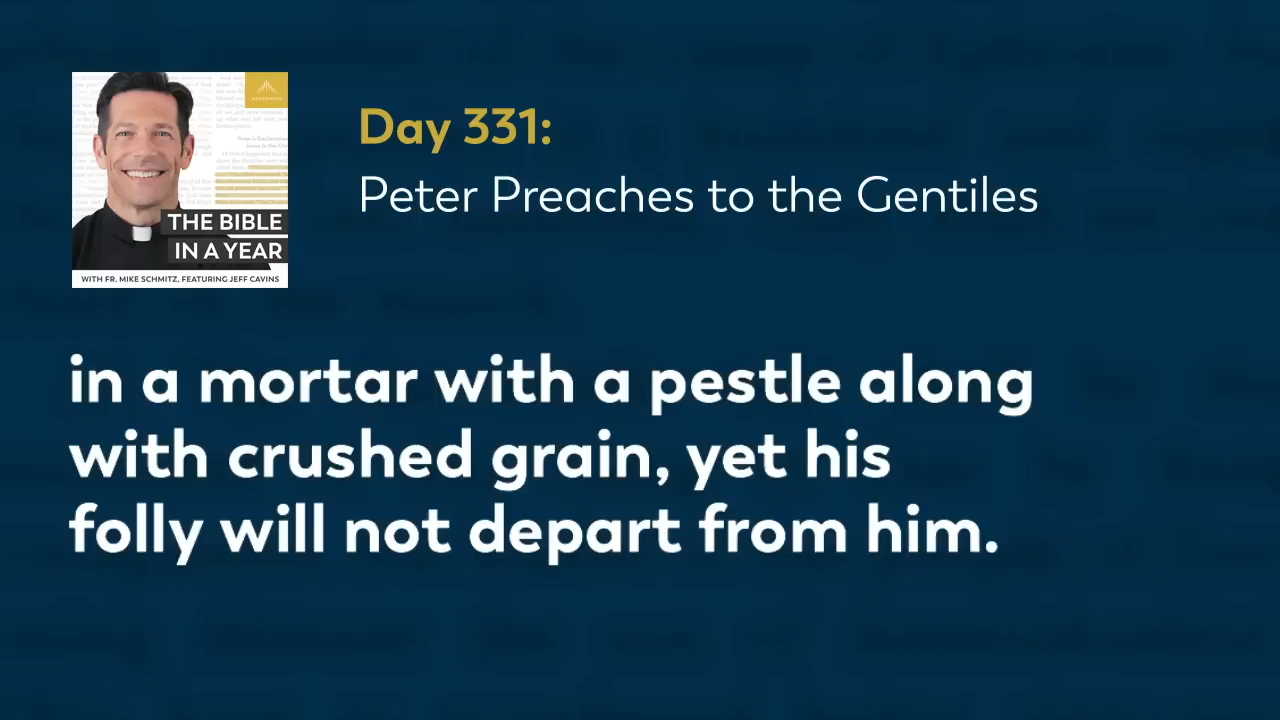 Day 331:
Peter Preaches to the Gentiles
THE BIBLE
IN A YEAR
WITH FR. MIKE SCHMITZ, FEATURING JEFF CAVINS
in a mortar with a pestle along
with crushed grain, yet his
folly will not depart from him.